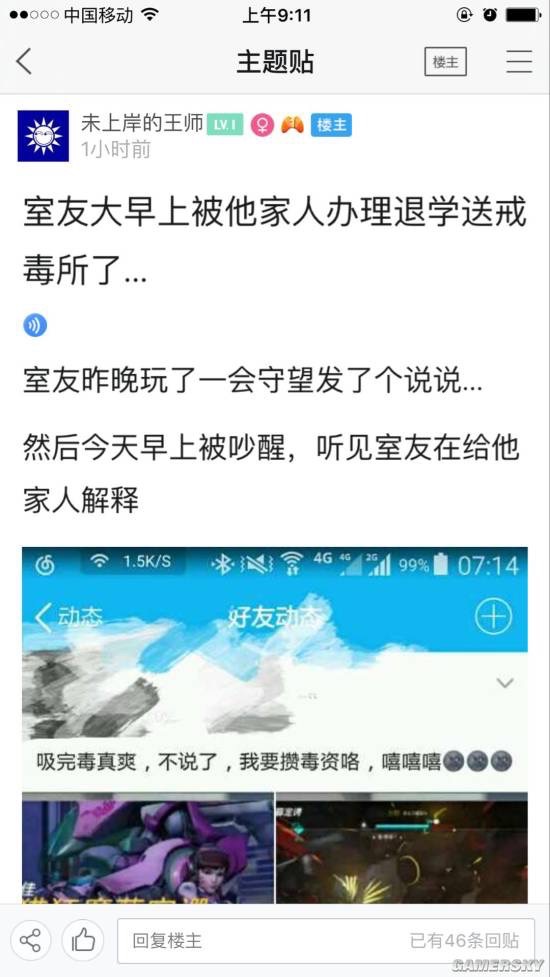 中国移动
上午9:11
主题贴
楼主
未上岸的王师 LV.1 楼主
1小时前
室友大早上被他家人办理退学送戒
毒所了...
室友昨晚玩了一会守望发了个说说...
然后今天早上被吵醒，听见室友在给他
家人解释
1.5K/S 4G 4G 2G 99% 07:14
动态
好友动态
吸完毒真爽，不说了，我要攒毒资咯，嘻嘻嘻
回复楼主
已有46条回贴
GAMERSKY